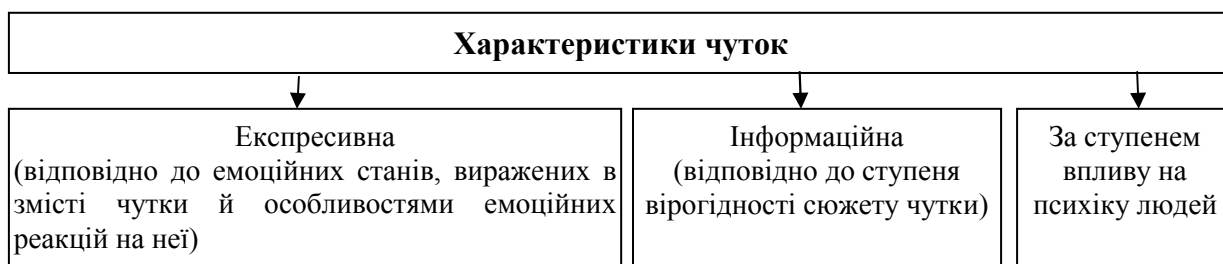 Характеристики чуток
Експресивна
(відповідно до емоційних станів, виражених в
змісті чутки й особливостями емоційних
реакцій на неї)
Інформаційна
(відповідно до ступеня
вірогідності сюжету чутки)
За ступенем
впливу на
психіку людей